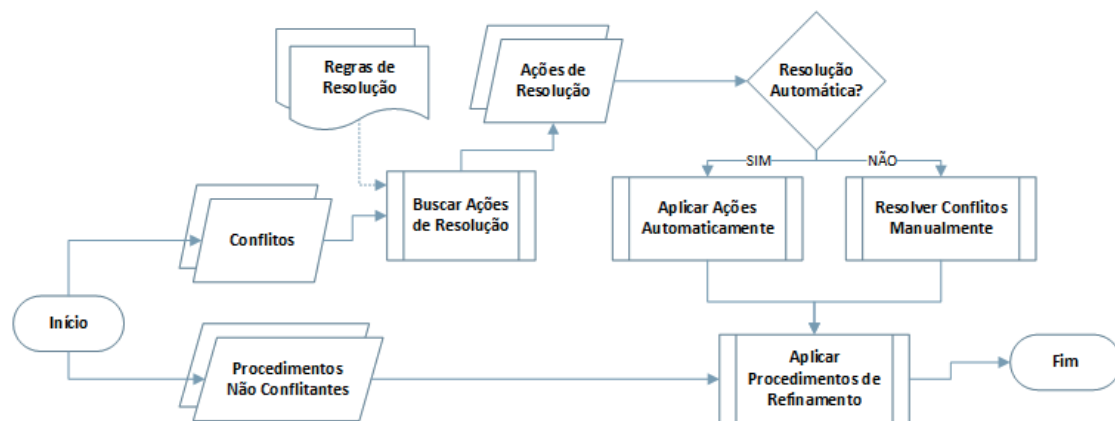 Regras de
Resolução
Ações de
Resolução
Resolução
Automática?
SIM
NÃO
Buscar Ações
de Resolução
Aplicar Ações
Automaticamente
Resolver Conflitos
Manualmente
Conflitos
Início
Procedimentos
Não Conflitantes
Aplicar
Procedimentos de
Refinamento
Fim